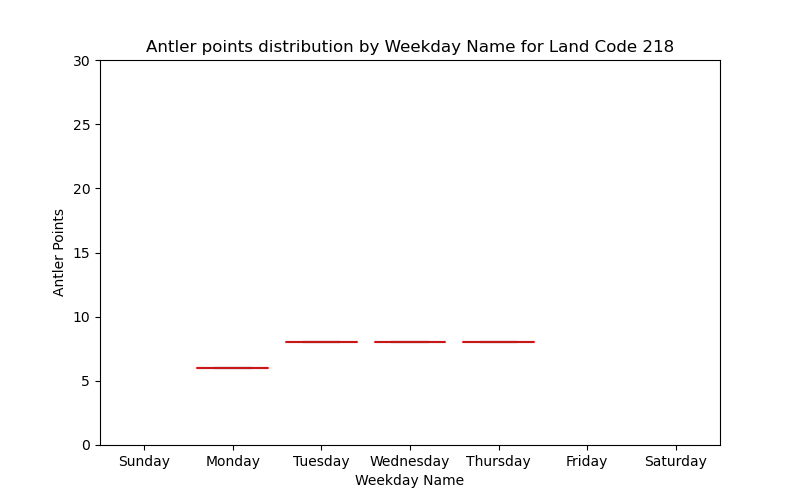 Antler points distribution by Weekday Name for Land Code 218
30
25
20
15
10
5
0
Antler Points
Sunday Monday Tuesday Wednesday Thursday Friday Saturday
Weekday Name